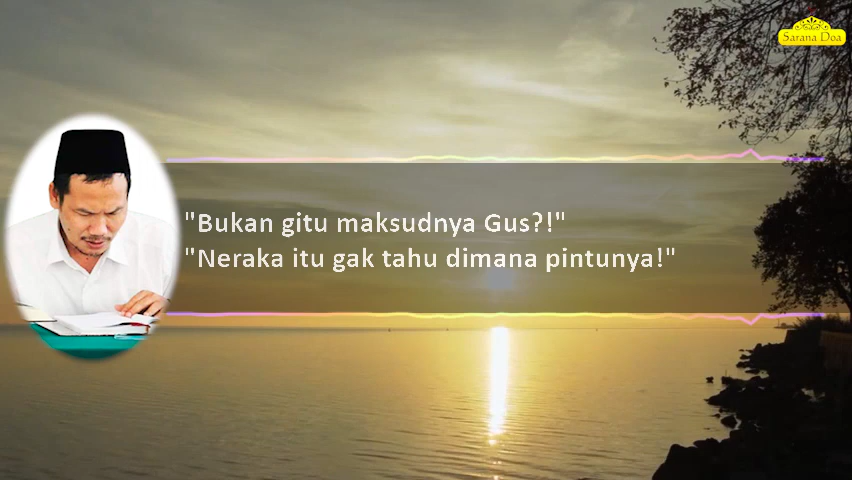 Sarana Doa
"Bukan gitu maksudnya Gus?!"
"Neraka itu gak tahu dimana pintunya!"